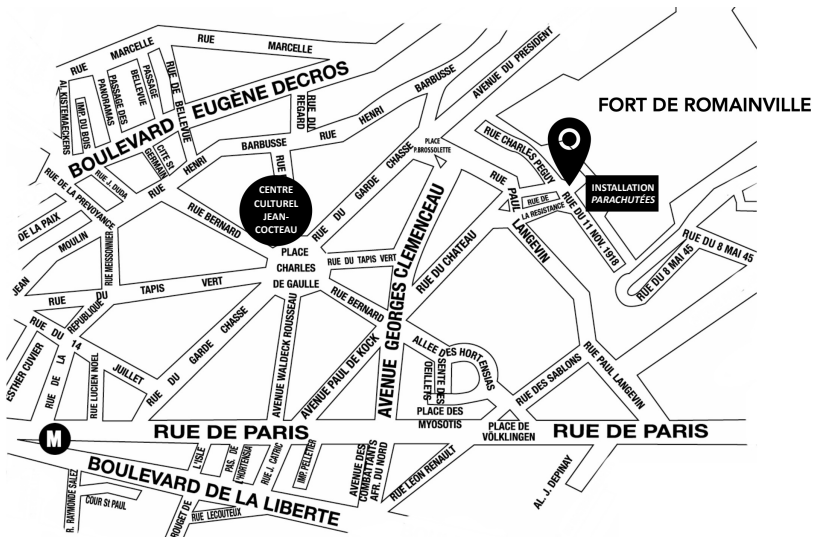 RUE
MARCELLE
RUE
MARCELLE
AL. KISTEMAECKERS
IMP. DU BOIS
PASSAGE DES
PANORAMAS
PASSAGE
BELLEVUE
RUE DE BELLEVUE
BOULEVARD EUGÈNE DECROS
RUE DU
REGARD
BARBUSSE
HENRI
RUE
AVENUE DU PRESIDENT
FORT DE ROMAINVILLE
CITE St
GERMAIN
BARBUSSE
HENRI
RUE
RUE
PLACE
P.BROSSOLETTE
RUE CHARLES PEGUY
RUE J. DUDA
RUE DE LA PREVOYANCE
CENTRE
CULTUREL
JEAN-
COCTEAU
RUE DU GARDE CHASSE
INSTALLATION
PARACHUTÉES
RUE DE
LA RESISTANCE
RUE DU 11 NOV. 1918
RUE PAUL LANGEVIN
DE LA PAIX
JEAN MOULIN
RUE MESSONNIER
RUE BERNARD
PLACE
CHARLES
DE GAULLE
RUE DU TAPIS VERT
AVENUE GEORGES CLEMENCEAU
RUE DU CHATEAU
RUE DU 8 MAI 45
RUE DU 8 MAI 45
RUE DU TAPIS VERT
RUE BERNARD
RUE DE LA REPUBLIQUE
RUE DU 14 JUILLET
ESTHER CUVIER
RUE LUCIEN NOEL
RUE DU GARDE CHASSE
AVENUE WALDECK ROUSSEAU
AVENUE PAUL DE KOCK
ALLEE DES HORTENSIAS
SENTE DES
OEILLETS
RUE DES SABLONS
RUE PAUL LANGEVIN
PLACE DES
MYOSOTIS
PLACE DE
VÖLKLINGEN
M
RUE DE PARIS
RUE DE PARIS
BOULEVARD DE LA LIBERTE
L'ISLE
PAS. DE
L'HORTENSIA
RUE J. CATRIC
IMP. PELLETIER
AVENUE DES
COMBATTANTS
AFR. DU NORD
RUE LEON RENAULT
AL. J. DEPINAY
R. RAYMONDE SALEZ
COUR St PAUL
ROUGET DE
RUE LECOUTEUX